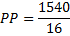 PP = 1540/16